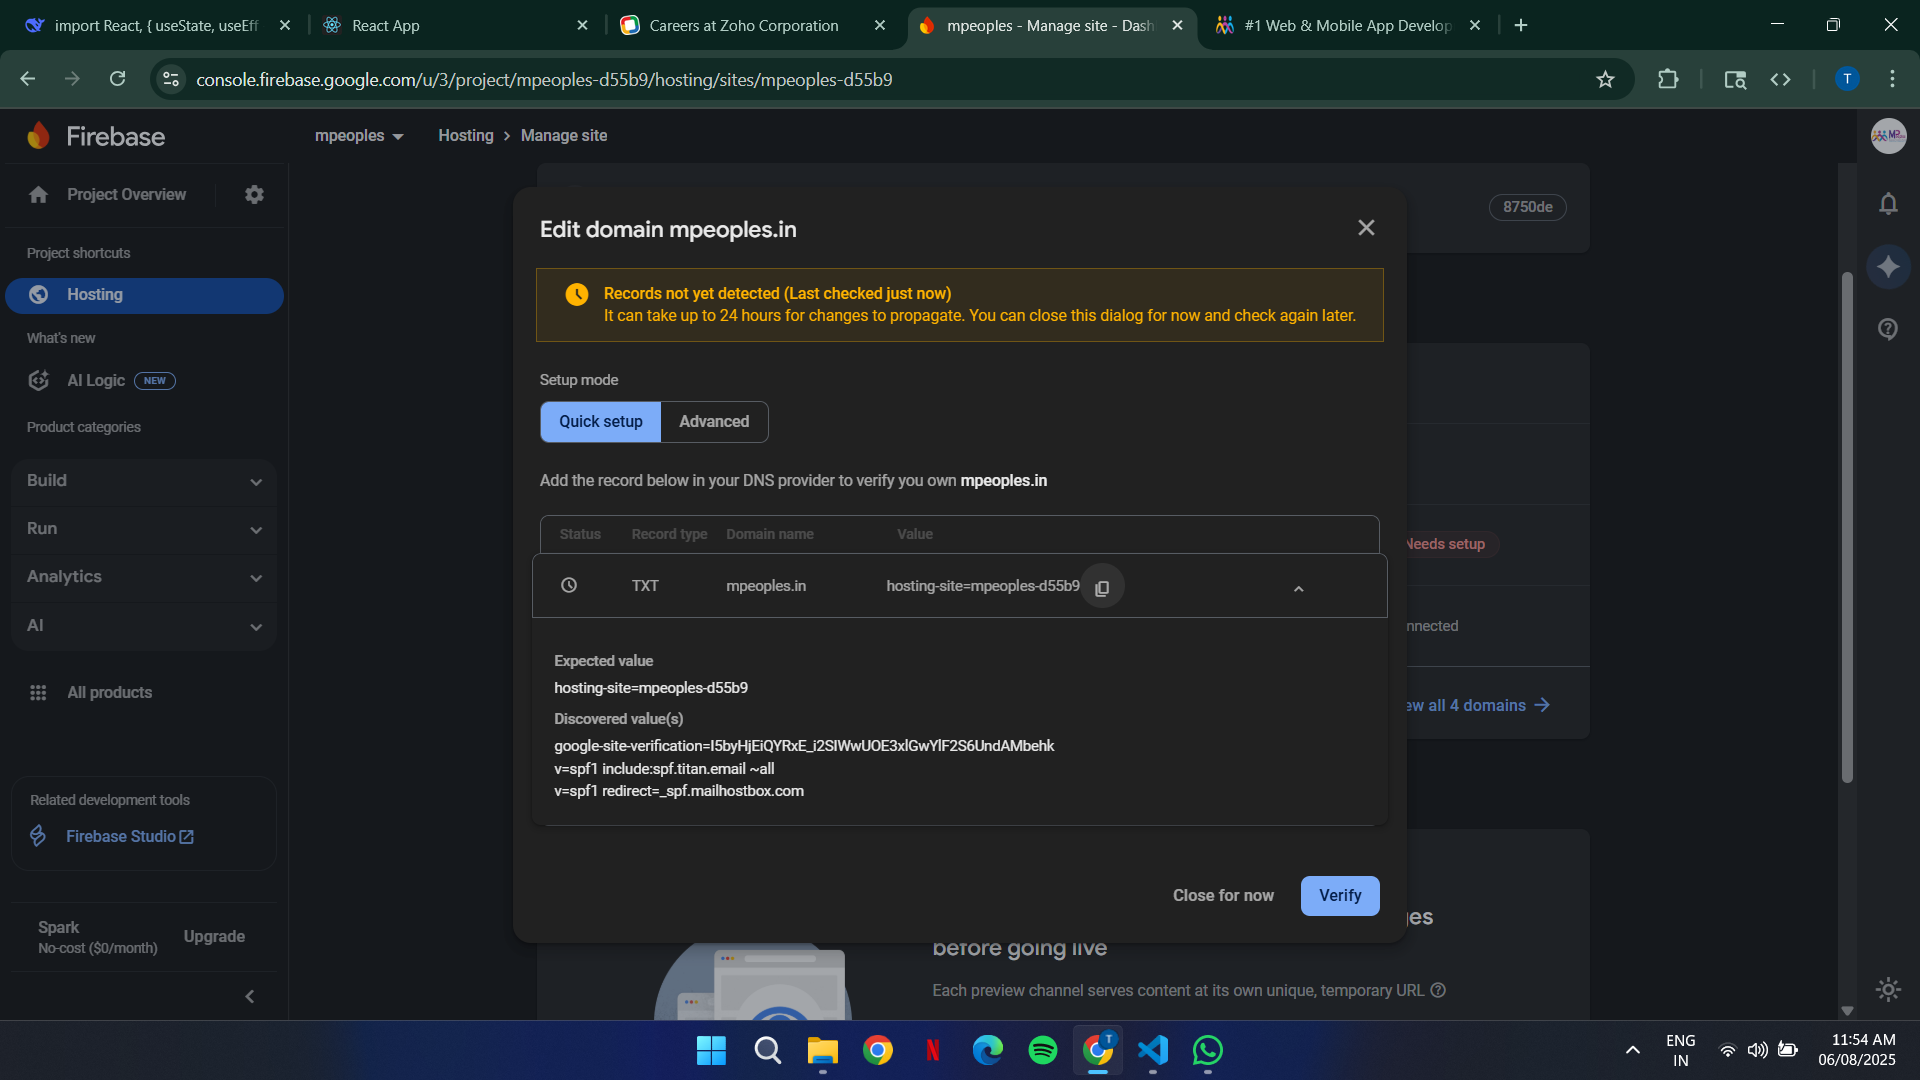 import React, { useState, useEff
React App
Careers at Zoho Corporation
mpeoples - Manage site - Dash
#1 Web & Mobile App Develop
console.firebase.google.com/u/3/project/mpeoples-d55b9/hosting/sites/mpeoples-d55b9
T
Firebase
mpeoples
Hosting > Manage site
Project Overview
8750de
Edit domain mpeoples.in
Project shortcuts
Hosting
Records not yet detected (Last checked just now)
It can take up to 24 hours for changes to propagate. You can close this dialog for now and check again later.
What's new
AI Logic NEW
Setup mode
Quick setup
Advanced
Product categories
Build
Add the record below in your DNS provider to verify you own mpeoples.in
Run
Status Record type Domain name Value
Needs setup
Analytics
TXT mpeoples.in hosting-site=mpeoples-d55b9
AI
nnected
Expected value
hosting-site=mpeoples-d55b9
All products
ew all 4 domains
Discovered value(s)
google-site-verification=I5byHjEiQYRxE_i2SIWwUOE3xlGwYlF2S6UndAMbehk
v=spf1 include:spf.titan.email ~all
v=spf1 redirect=_spf.mailhostbox.com
Related development tools
Firebase Studio
Close for now
Verify
Spark
No-cost ($0/month)
Upgrade
ges
before going live
Each preview channel serves content at its own unique, temporary URL
ENG
IN
11:54 AM
06/08/2025